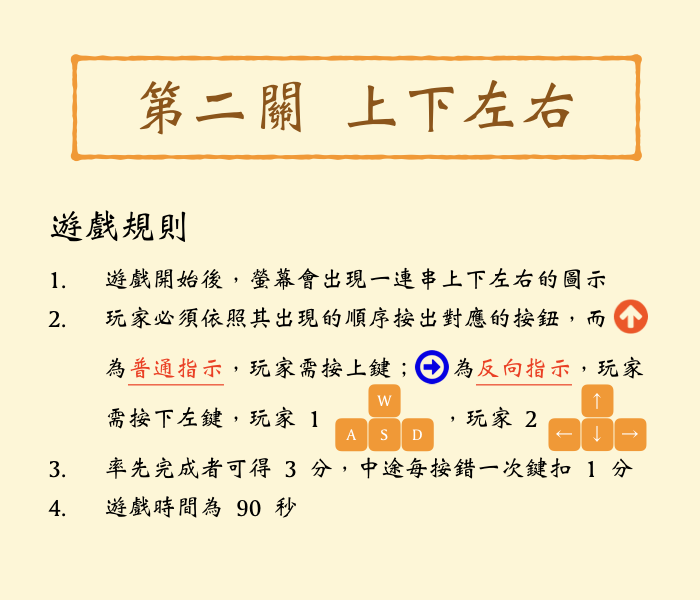 第二關 上下左右
遊戲規則
1. 遊戲開始後，螢幕會出現一連串上下左右的圖示
2. 玩家必須依照其出現的順序按出對應的按鈕，而
為普通指示，玩家需按上鍵；為反向指示，玩家
需按下左鍵，玩家 1 W A S D ，玩家 2 ↑ ← ↓ →
3. 率先完成者可得 3 分，中途每按錯一次鍵扣 1 分
4. 遊戲時間為 90 秒